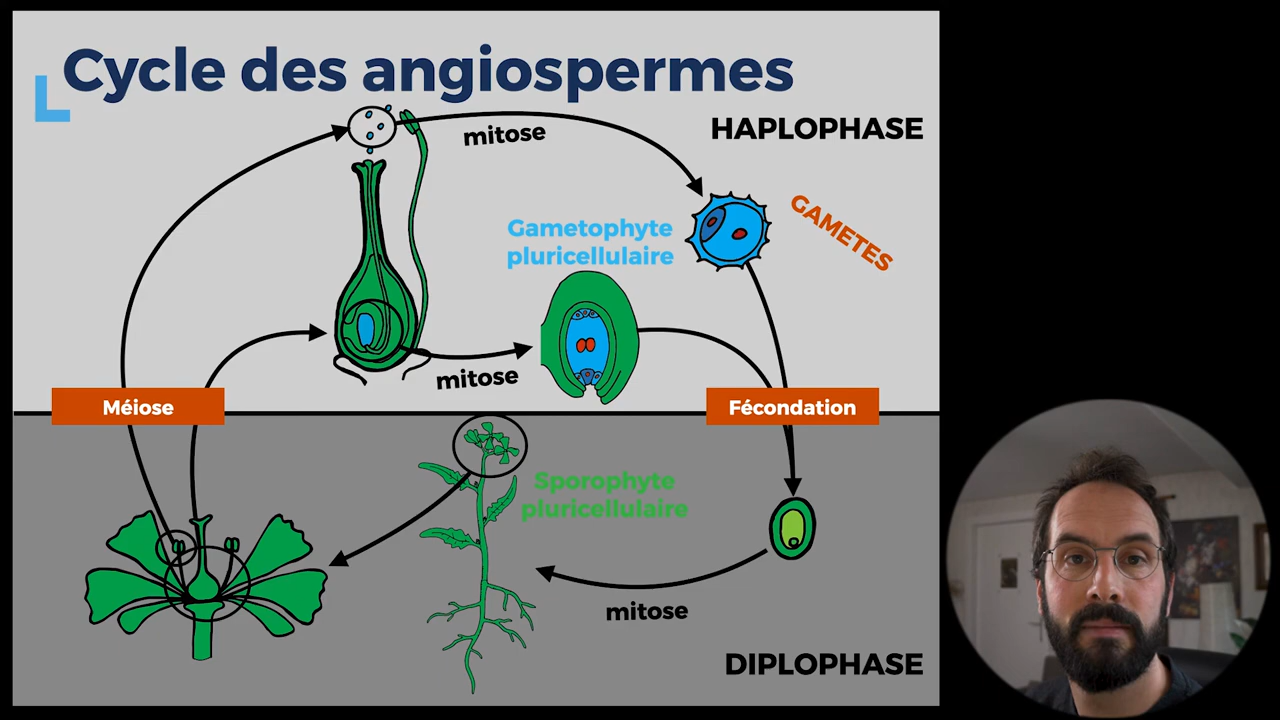 Cycle des angiospermes
mitose
HAPLOPHASE
GAMETES
Gametophyte
pluricellulaire
mitose
Méiose
Fécondation
Sporophyte
pluricellulaire
mitose
DIPLOPHASE